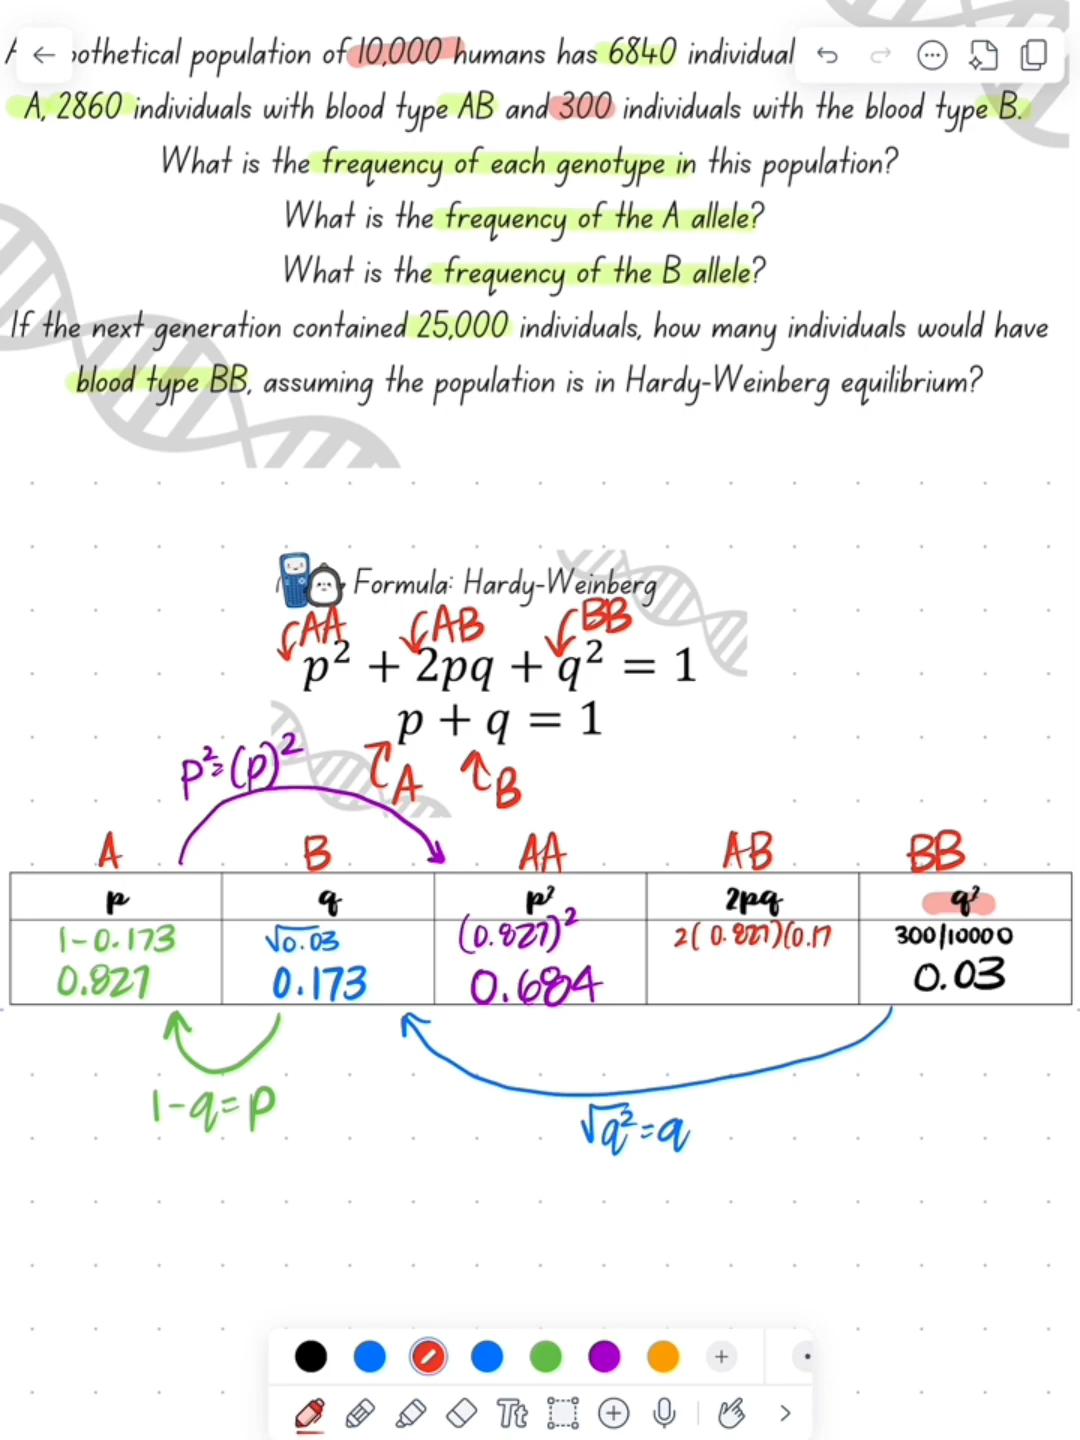 othetical population of 10,000 humans has 6840 individual
A, 2860 individuals with blood type AB and 300 individuals with the blood type B.
What is the frequency of each genotype in this population?
What is the frequency of the A allele?
What is the frequency of the B allele?
If the next generation contained 25,000 individuals, how many individuals would have
blood type BB, assuming the population is in Hardy-Weinberg equilibrium?
Formula: Hardy-Weinberg
AA AB BB
p² + 2pq + q² = 1
p + q = 1
p²=(p)²
A B
A B AA AB BB
p q p² 2pq q²
1-0.173 √0.03 (0.827)² 2(0.827)(0.17 300/10000
0.827 0.173 0.684 0.03
1-q=p
√q²=q
Tt